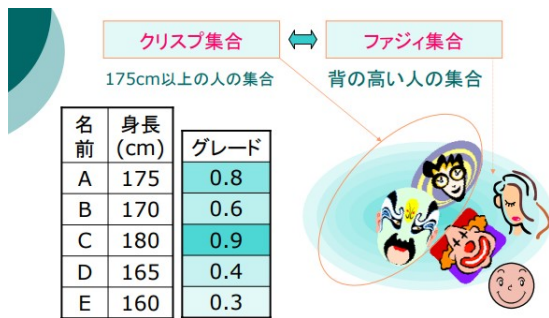 クリスプ集合
ファジィ集合
175cm以上の人の集合
背の高い人の集合
名前 身長(cm) グレード
A 175 0.8
B 170 0.6
C 180 0.9
D 165 0.4
E 160 0.3